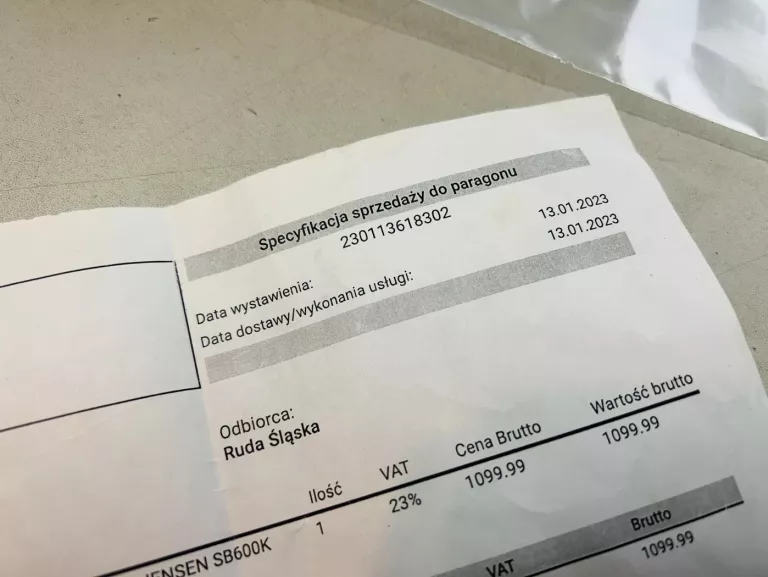 Specyfikacja sprzedaży do paragonu
230113618302
Data wystawienia: 13.01.2023
Data dostawy/wykonania usługi: 13.01.2023
Odbiorca:
Ruda Śląska
Ilość VAT Cena Brutto Wartość brutto
SB600K 1 23% 1099.99 1099.99
VAT Brutto
1099.99